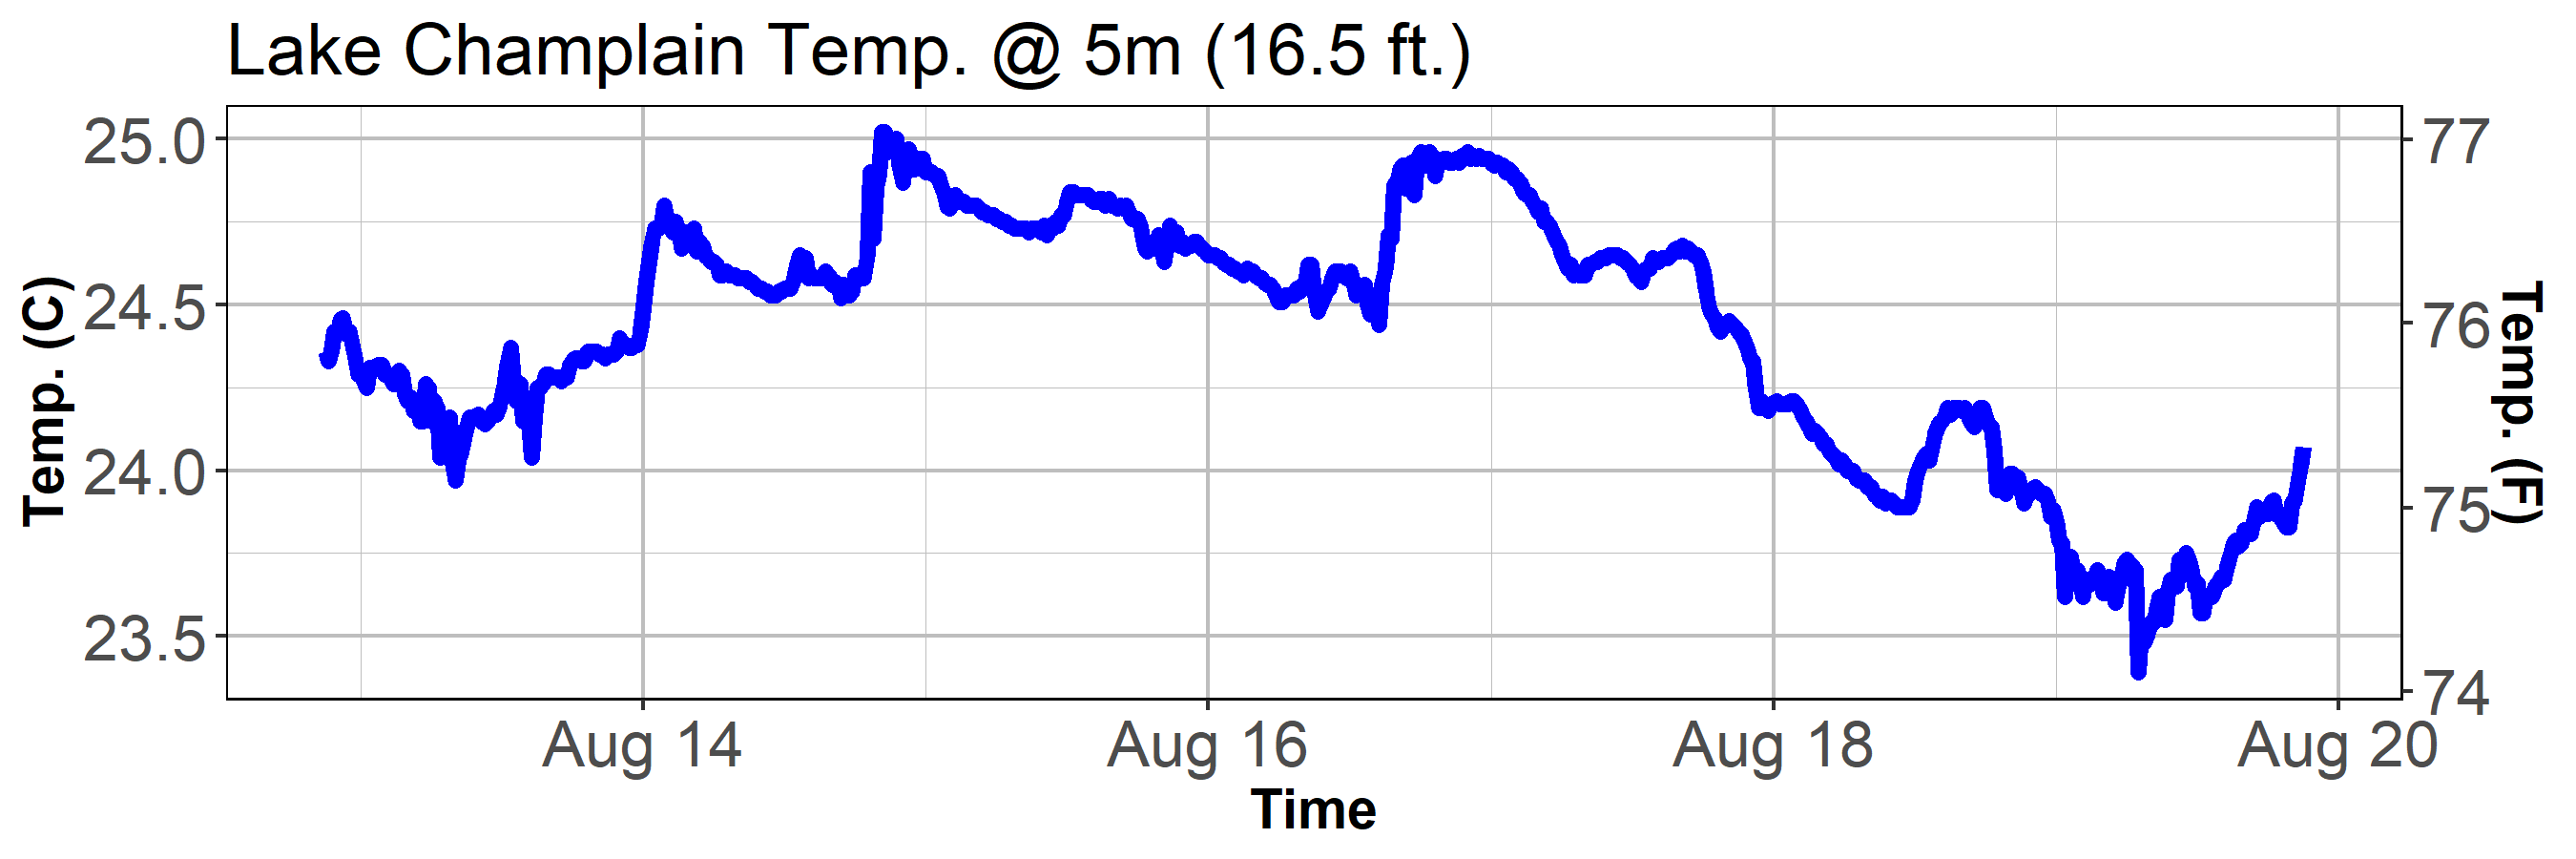 Lake Champlain Temp. @ 5m (16.5 ft.)
Temp. (C)
25.0
24.5
24.0
23.5
77
76
75
74
Temp. (F)
Aug 14 Aug 16 Aug 18 Aug 20
Time